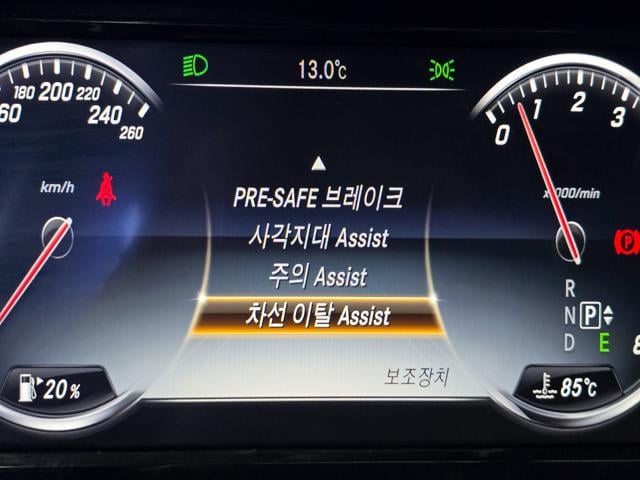 13.0℃
180 200 220
60 240
260
0 1 2 3
km/h
x1000/min
PRE-SAFE 브레이크
사각지대 Assist
주의 Assist
차선 이탈 Assist
보조장치
R
N P
D E 8
20 %
85℃